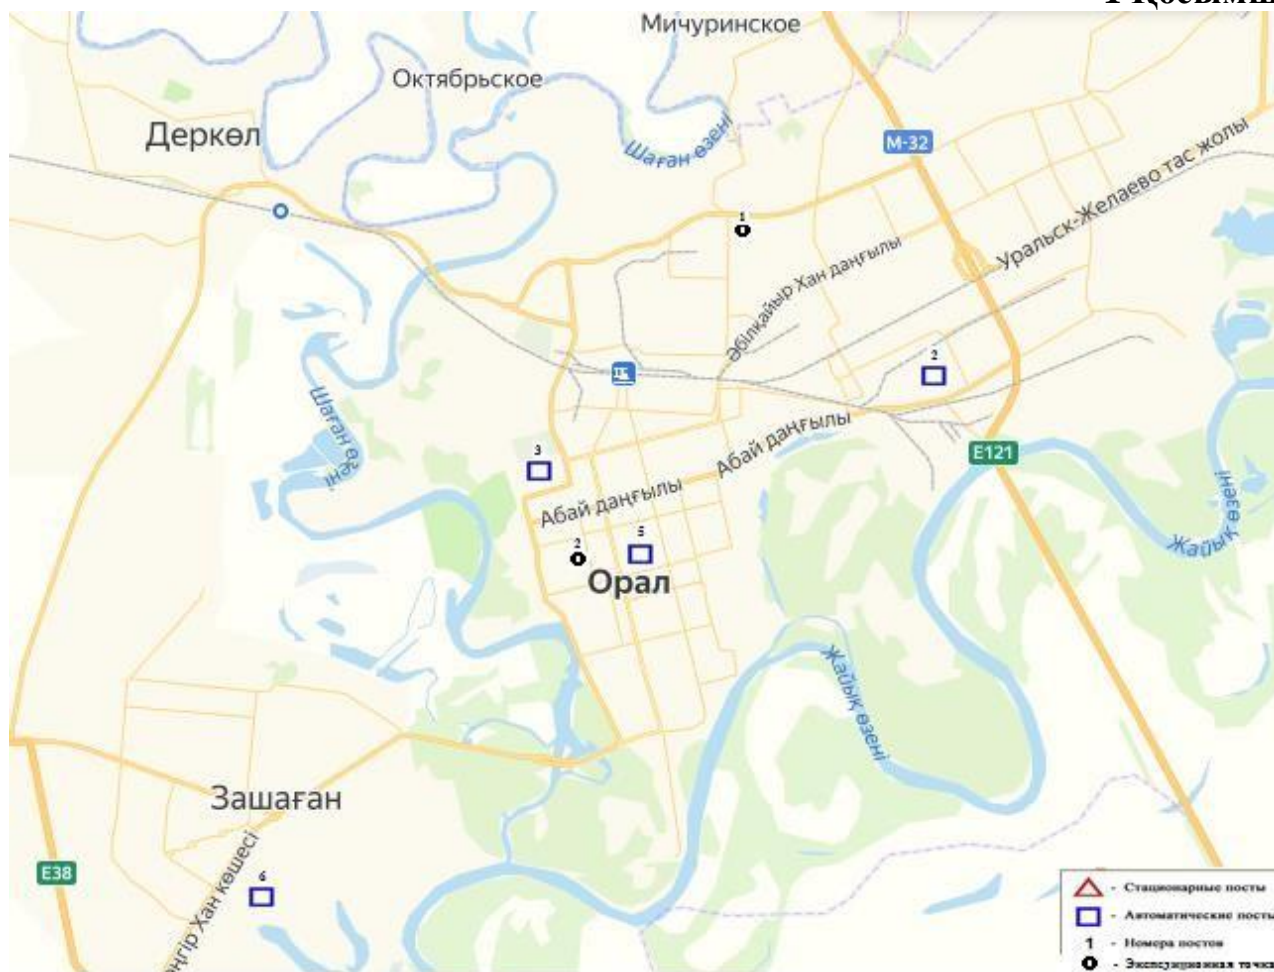 Мичуринское
Октябрьское
Деркөл
Шаған өзені
М-32
Уральск-Желаево тас жолы
1
Әбілқайыр Хан даңғылы
2
Шаған өзені
Абай даңғылы
E121
3
Абай даңғылы
Жайық өзені
2
5
Орал
Жайық өзені
Зашаған
E38
6
Хан көшесі
- Стационарные посты
- Автоматические посты
1 - Номера постов